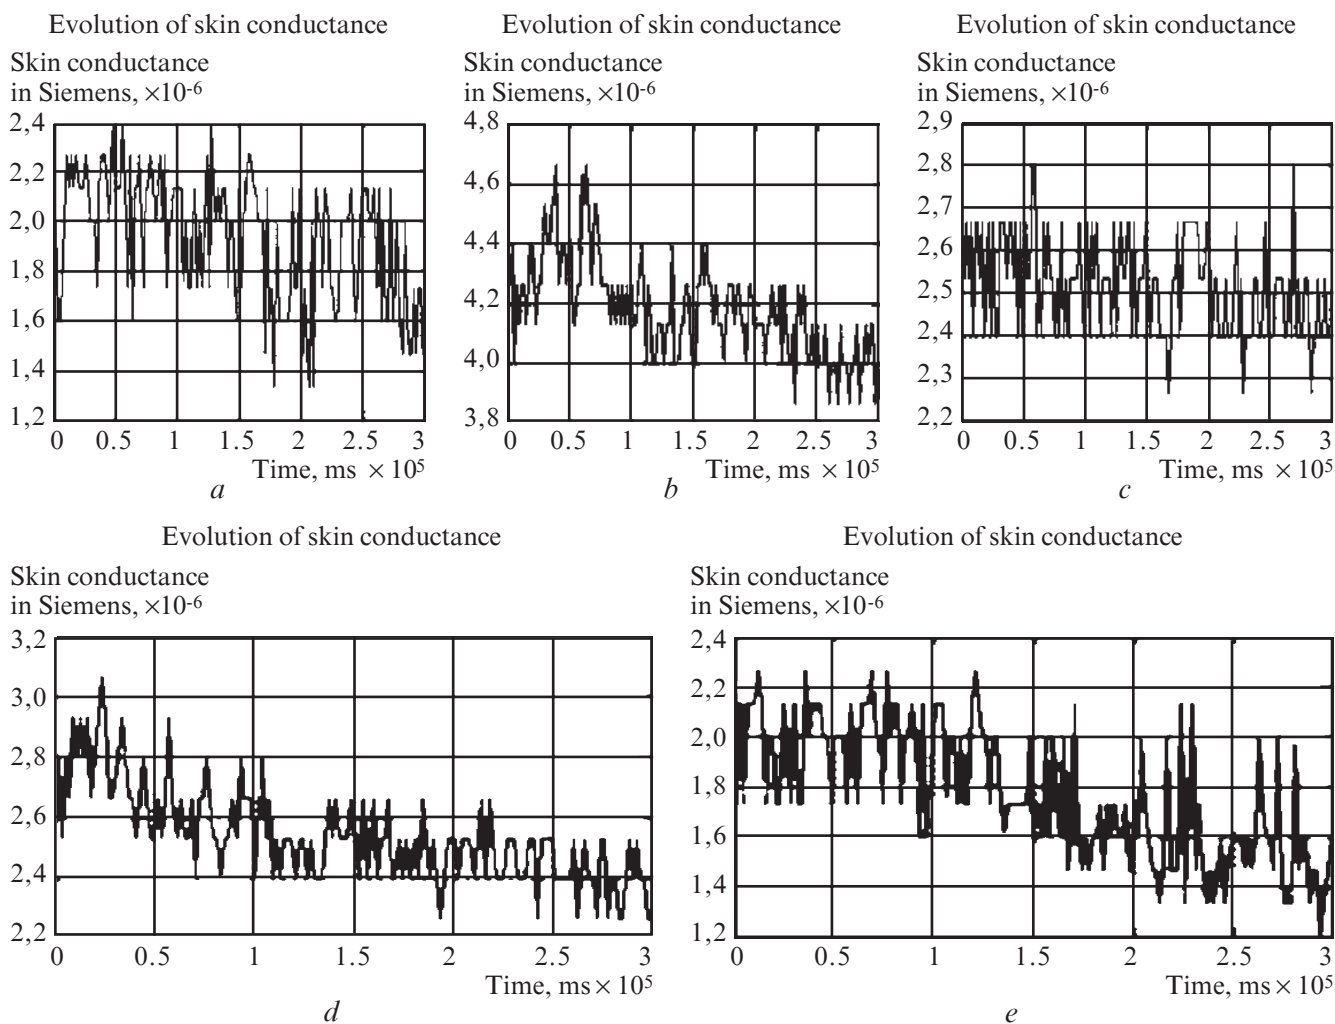 Evolution of skin conductance
Skin conductance
in Siemens, ×10-6
2,4
2,2
2,0
1,8
1,6
1,4
1,2
0 0.5 1 1.5 2 2.5 3
Time, ms × 10⁵
a
Evolution of skin conductance
Skin conductance
in Siemens, ×10-6
4,8
4,6
4,4
4,2
4,0
3,8
0 0.5 1 1.5 2 2.5 3
Time, ms × 10⁵
b
Evolution of skin conductance
Skin conductance
in Siemens, ×10-6
2,9
2,8
2,7
2,6
2,5
2,4
2,3
2,2
0 0.5 1 1.5 2 2.5 3
Time, ms × 10⁵
c
Evolution of skin conductance
Skin conductance
in Siemens, ×10-6
3,2
3,0
2,8
2,6
2,4
2,2
0 0.5 1 1.5 2 2.5 3
Time, ms × 10⁵
d
Evolution of skin conductance
Skin conductance
in Siemens, ×10-6
2,4
2,2
2,0
1,8
1,6
1,4
1,2
0 0.5 1 1.5 2 2.5 3
Time, ms × 10⁵
e